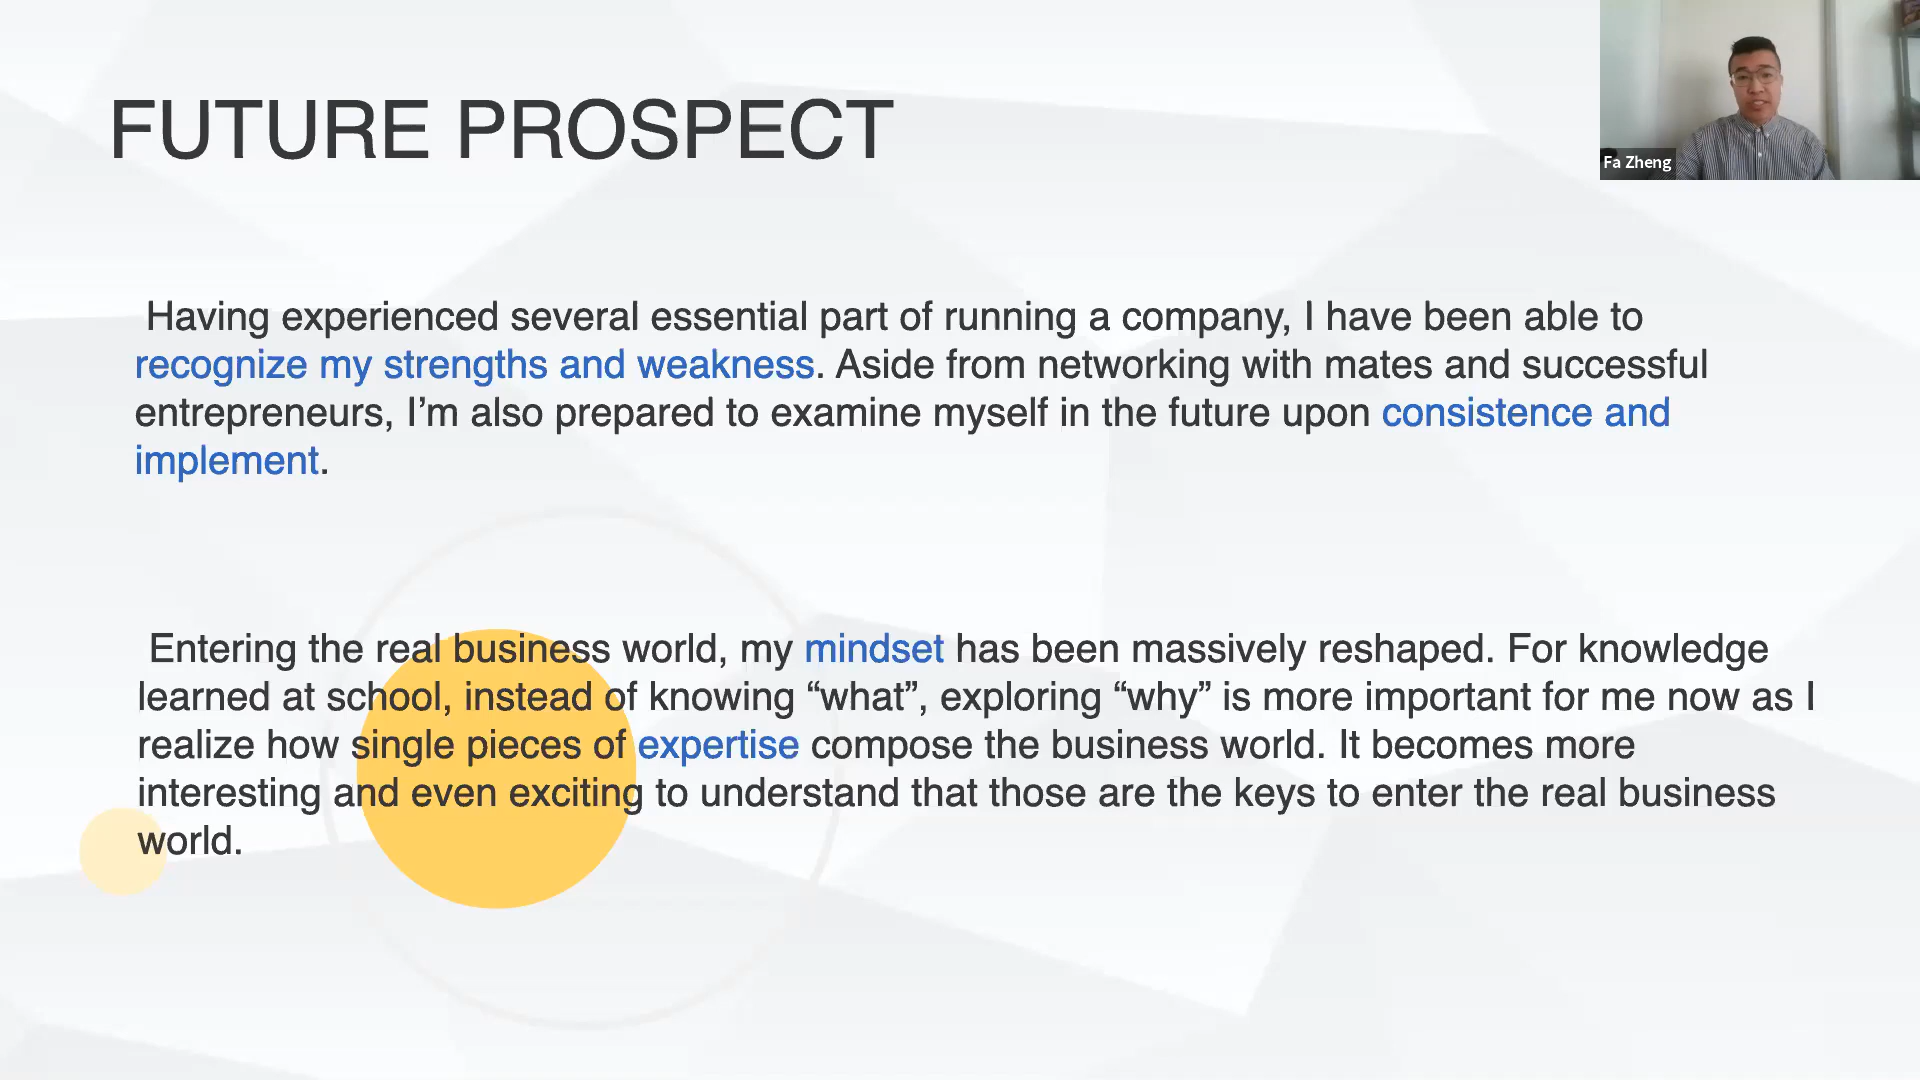 FUTURE PROSPECT
Fa Zheng
Having experienced several essential part of running a company, I have been able to
recognize my strengths and weakness. Aside from networking with mates and successful
entrepreneurs, I’m also prepared to examine myself in the future upon consistence and
implement.
Entering the real business world, my mindset has been massively reshaped. For knowledge
learned at school, instead of knowing “what”, exploring “why” is more important for me now as I
realize how single pieces of expertise compose the business world. It becomes more
interesting and even exciting to understand that those are the keys to enter the real business
world.